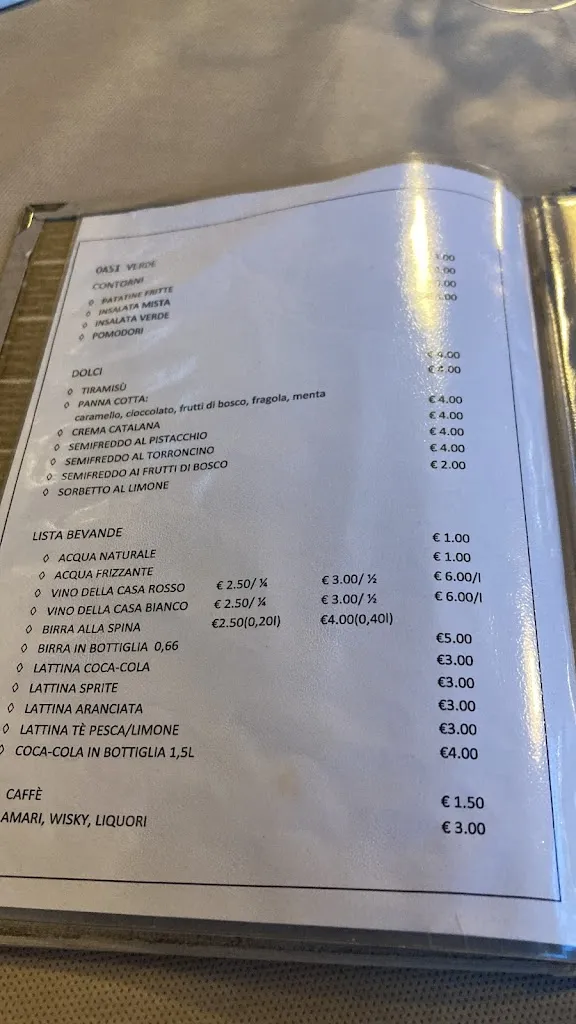 OASI VERDE
CONTORNI
◊ PATATINE FRITTE
◊ INSALATA MISTA
◊ INSALATA VERDE
◊ POMODORI
DOLCI
◊ TIRAMISÙ € 4.00
◊ PANNA COTTA: € 4.00
caramello, cioccolato, frutti di bosco, fragola, menta
◊ CREMA CATALANA € 4.00
◊ SEMIFREDDO AL PISTACCHIO € 4.00
◊ SEMIFREDDO AL TORRONCINO € 4.00
◊ SEMIFREDDO AI FRUTTI DI BOSCO € 4.00
◊ SORBETTO AL LIMONE € 2.00
LISTA BEVANDE
◊ ACQUA NATURALE € 1.00
◊ ACQUA FRIZZANTE € 1.00
◊ VINO DELLA CASA ROSSO € 2.50/ ¼ € 3.00/ ½ € 6.00/l
◊ VINO DELLA CASA BIANCO € 2.50/ ¼ € 3.00/ ½ € 6.00/l
◊ BIRRA ALLA SPINA €2.50(0,20l) €4.00(0,40l)
◊ BIRRA IN BOTTIGLIA 0,66 €5.00
◊ LATTINA COCA-COLA €3.00
◊ LATTINA SPRITE €3.00
◊ LATTINA ARANCIATA €3.00
◊ LATTINA TÈ PESCA/LIMONE €3.00
◊ COCA-COLA IN BOTTIGLIA 1,5L €4.00
CAFFÈ € 1.50
AMARI, WISKY, LIQUORI € 3.00